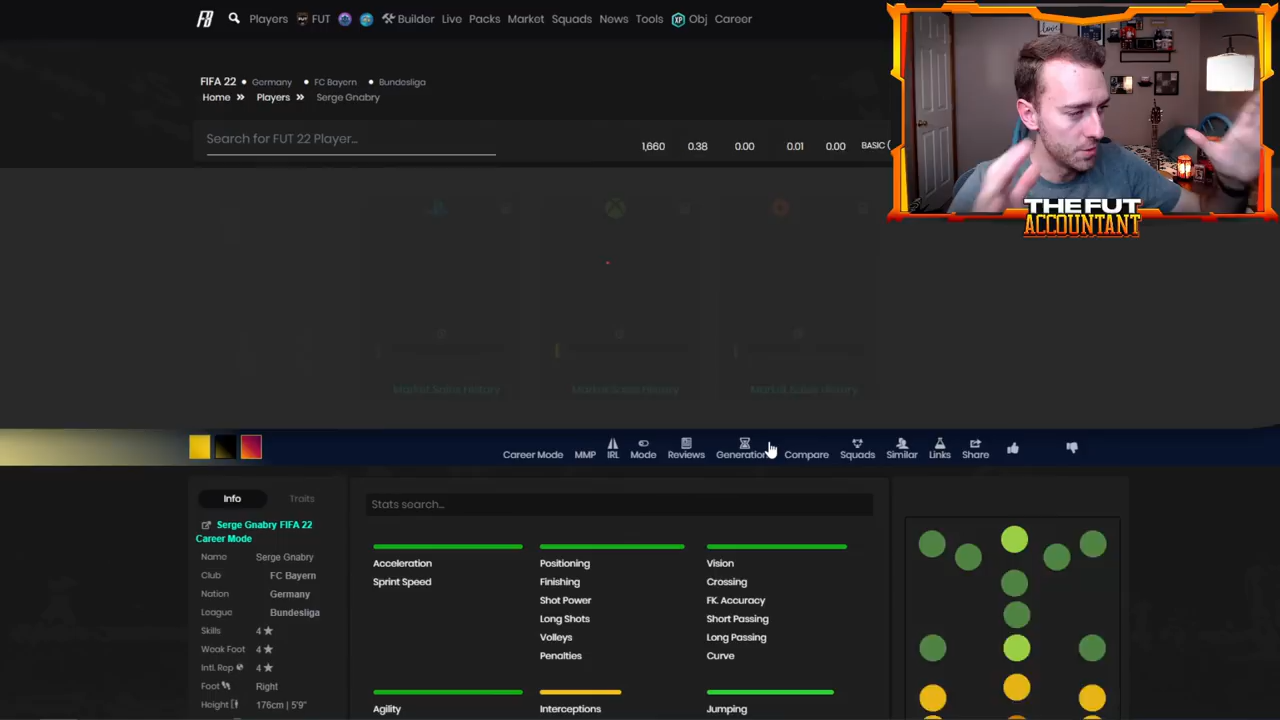 FB Players FUT Builder Live Packs Market Squads News Tools XP Obj Career
FIFA 22 • Germany • FC Bayern • Bundesliga
Home » Players » Serge Gnabry
Search for FUT 22 Player...
1,660 0.38 0.00 0.01 0.00 BASIC (
THE FUT
ACCOUNTANT
Career Mode MMP IRL Mode Reviews Generation Compare Squads Similar Links Share
Info Traits
Stats search...
Serge Gnabry FIFA 22
Career Mode
Name Serge Gnabry
Club FC Bayern
Nation Germany
League Bundesliga
Skills 4★
Weak Foot 4★
Intl. Rep 4★
Foot Right
Height 176cm | 5'9"
Acceleration
Sprint Speed
Positioning
Finishing
Shot Power
Long Shots
Volleys
Penalties
Vision
Crossing
FK. Accuracy
Short Passing
Long Passing
Curve
Agility
Interceptions
Jumping